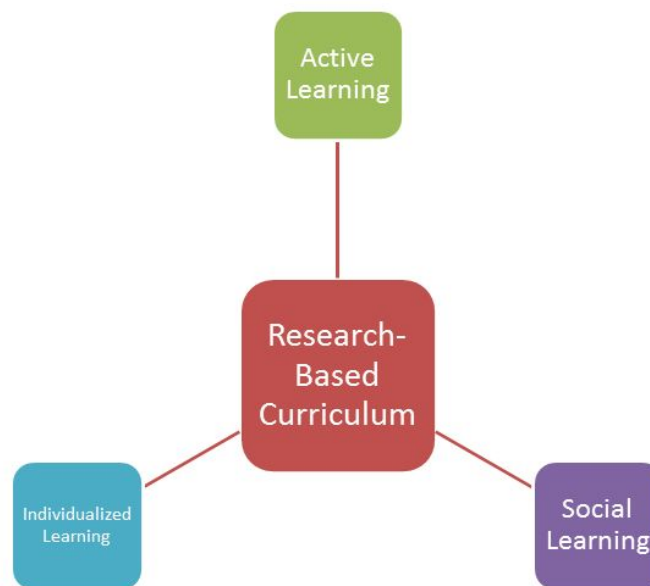 Active
Learning
Research-
Based
Curriculum
Individualized
Learning
Social
Learning